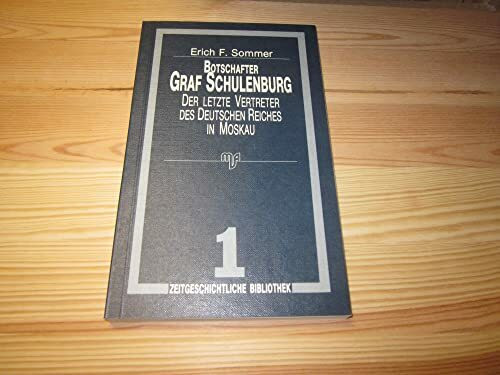 Erich F. Sommer
BOTSCHAFTER
GRAF SCHULENBURG
DER LETZTE VERTRETER
DES DEUTSCHEN REICHES
IN MOSKAU
1
ZEITGESCHICHTLICHE BIBLIOTHEK